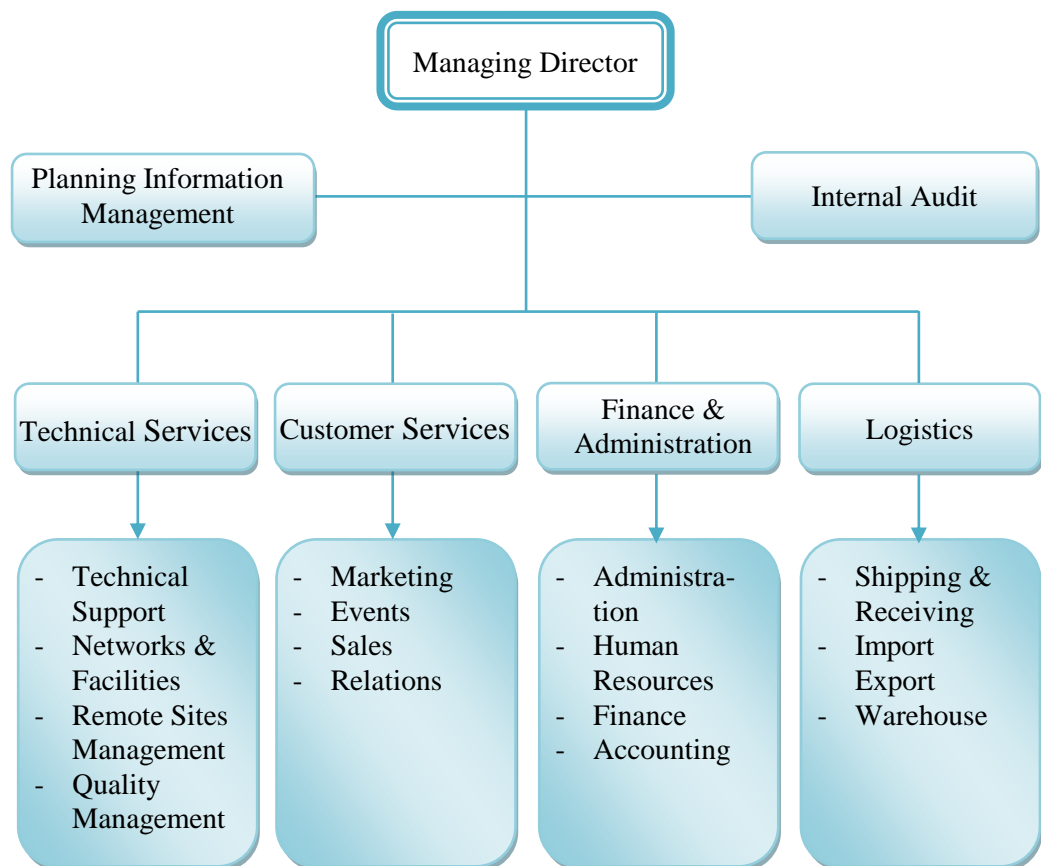 Managing Director
Planning Information
Management
Internal Audit
Technical Services
Customer Services
Finance &
Administration
Logistics
- Technical
Support
- Networks &
Facilities
- Remote Sites
Management
- Quality
Management
- Marketing
- Events
- Sales
- Relations
- Administra-
tion
- Human
Resources
- Finance
- Accounting
- Shipping &
Receiving
- Import
Export
- Warehouse